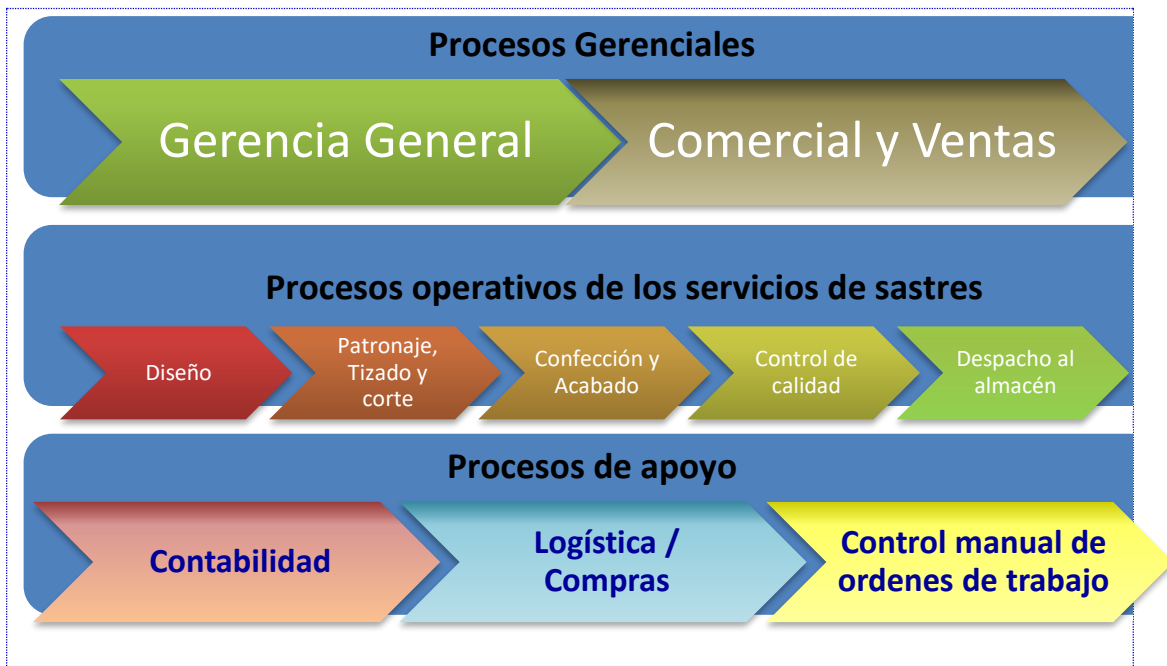 Procesos Gerenciales
Gerencia General
Comercial y Ventas
Procesos operativos de los servicios de sastres
Diseño
Patronaje,
Tizado y
corte
Confección y
Acabado
Control de
calidad
Despacho al
almacén
Procesos de apoyo
Contabilidad
Logística /
Compras
Control manual de
ordenes de trabajo